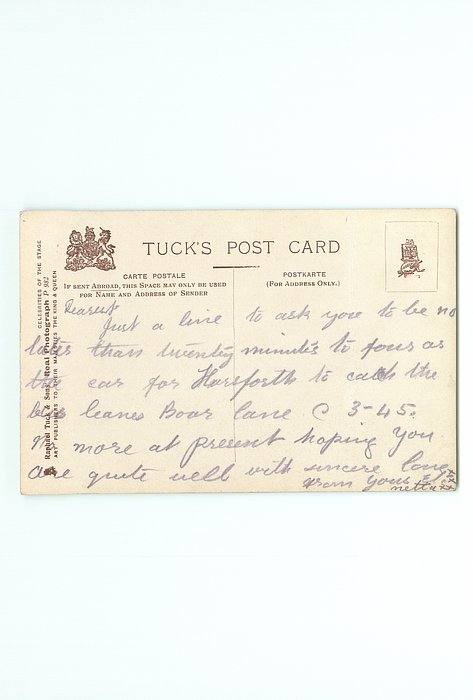 TUCK'S POST CARD
CARTE POSTALE
POSTKARTE
IF SENT ABROAD, THIS SPACE MAY ONLY BE USED
FOR NAME AND ADDRESS OF SENDER
(FOR ADDRESS ONLY.)
CELEBRITIES OF THE STAGE
Raphael Tuck & Sons' "Real Photograph" P 982
ART PUBLISHERS TO THEIR MAJESTIES THE KING & QUEEN
Dearest
Just a line to ask you to be no
later than twenty minutes to four as
the car for Horsforth to catch the
bus leaves Boar Lane @ 3-45.
No more at present hoping you
are quite well with sincere love
from yours
netta xx